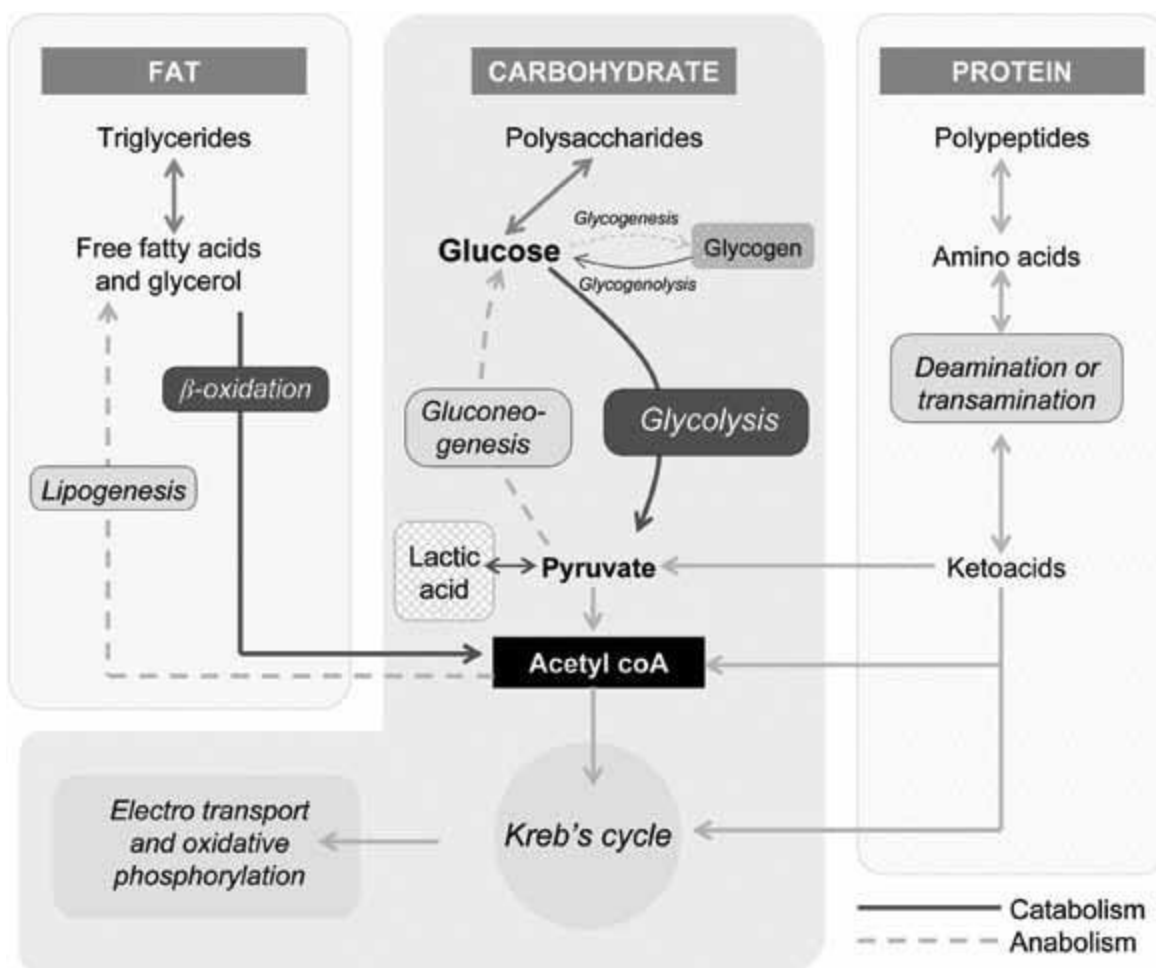 FAT
Triglycerides
Free fatty acids
and glycerol
β-oxidation
Lipogenesis
CARBOHYDRATE
Polysaccharides
Glycogenesis
Glucose
Glycogen
Glycogenolysis
Gluconeo-
genesis
Glycolysis
Lactic
acid
Pyruvate
Acetyl coA
Kreb's cycle
Electro transport
and oxidative
phosphorylation
PROTEIN
Polypeptides
Amino acids
Deamination or
transamination
Ketoacids
Catabolism
Anabolism